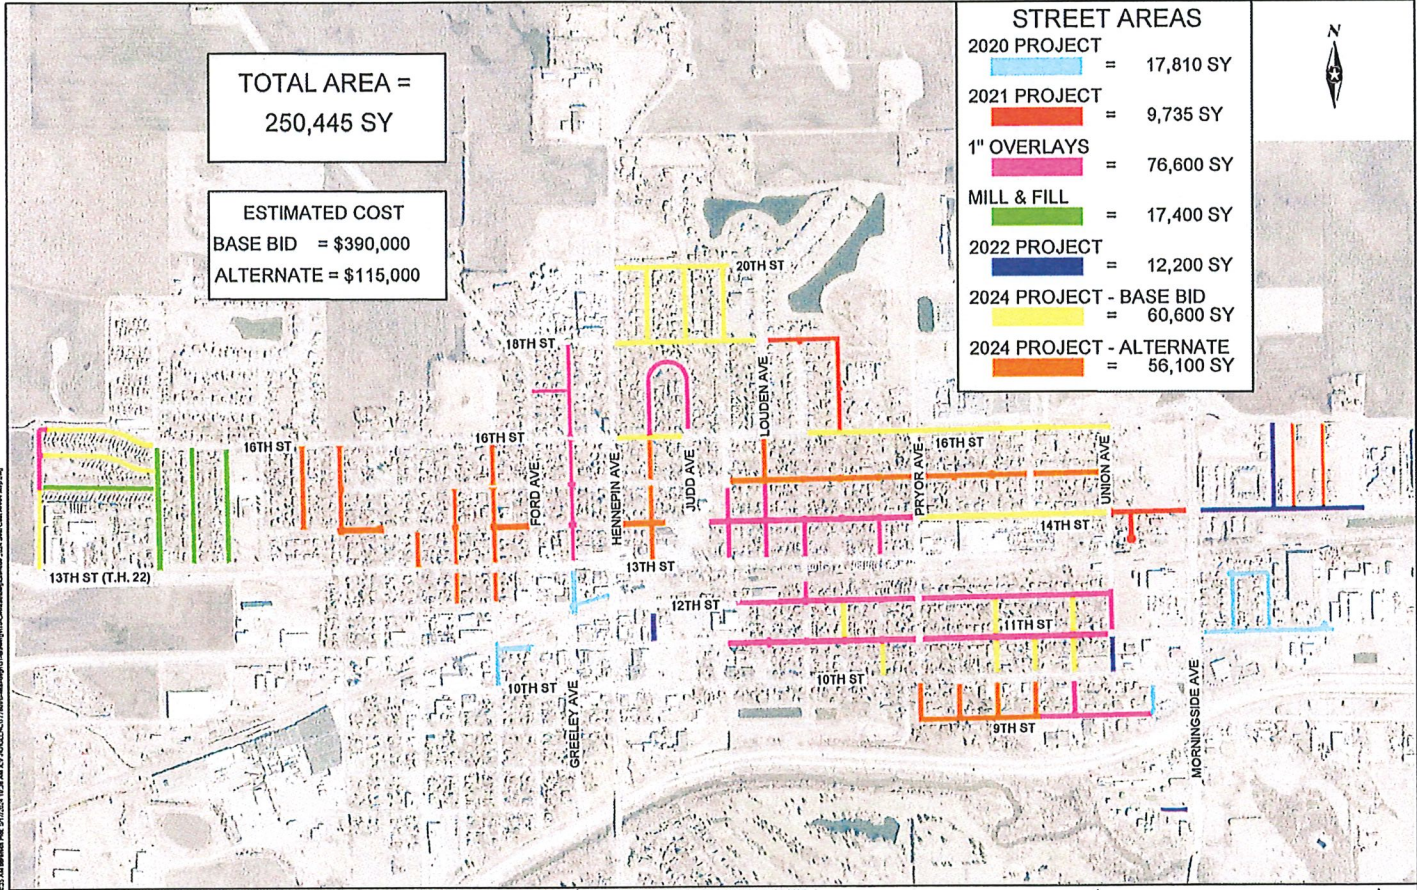 TOTAL AREA =
250,445 SY
ESTIMATED COST
BASE BID = $390,000
ALTERNATE = $115,000
STREET AREAS
2020 PROJECT
= 17,810 SY
2021 PROJECT
= 9,735 SY
1" OVERLAYS
= 76,600 SY
MILL & FILL
= 17,400 SY
2022 PROJECT
= 12,200 SY
2024 PROJECT - BASE BID
= 60,600 SY
2024 PROJECT - ALTERNATE
= 56,100 SY
N
20TH ST
18TH ST
LOUDEN AVE
16TH ST
16TH ST
16TH ST
FORD AVE
HENNEPIN AVE
JUDD AVE
PRYOR AVE
UNION AVE
14TH ST
13TH ST (T.H. 22)
13TH ST
12TH ST
11TH ST
10TH ST
10TH ST
GREELEY AVE
9TH ST
MORNINGSIDE AVE